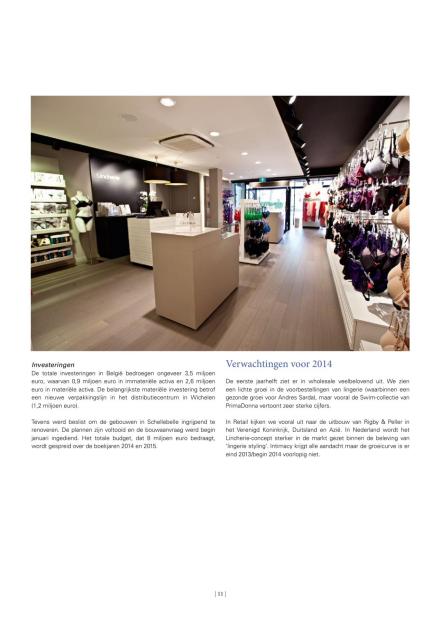 Lincherie
Investeringen
De totale investeringen in België bedroegen ongeveer 3,5 miljoen
euro, waarvan 0,9 miljoen euro in immateriële activa en 2,6 miljoen
euro in materiële activa. De belangrijkste materiële investering betrof
een nieuwe verpakkingslijn in het distributiecentrum in Wichelen
(1,2 miljoen euro).
Tevens werd beslist om de gebouwen in Schellebelle ingrijpend te
renoveren. De plannen zijn voltooid en de bouwaanvraag werd begin
januari ingediend. Het totale budget, dat 8 miljoen euro bedraagt,
wordt gespreid over de boekjaren 2014 en 2015.
Verwachtingen voor 2014
De eerste jaarhelft ziet er in wholesale veelbelovend uit. We zien
een lichte groei in de voorbestellingen van lingerie (waarbinnen een
gezonde groei voor Andres Sarda), maar vooral de Swim-collectie van
PrimaDonna vertoont zeer sterke cijfers.
In Retail kijken we vooral uit naar de uitbouw van Rigby & Peller in
het Verenigd Koninkrijk, Duitsland en Azië. In Nederland wordt het
Lincherie-concept sterker in de markt gezet binnen de beleving van
'lingerie styling'. Intimacy krijgt alle aandacht maar de groeicurve is er
eind 2013/begin 2014 voorlopig niet.
| 11 |